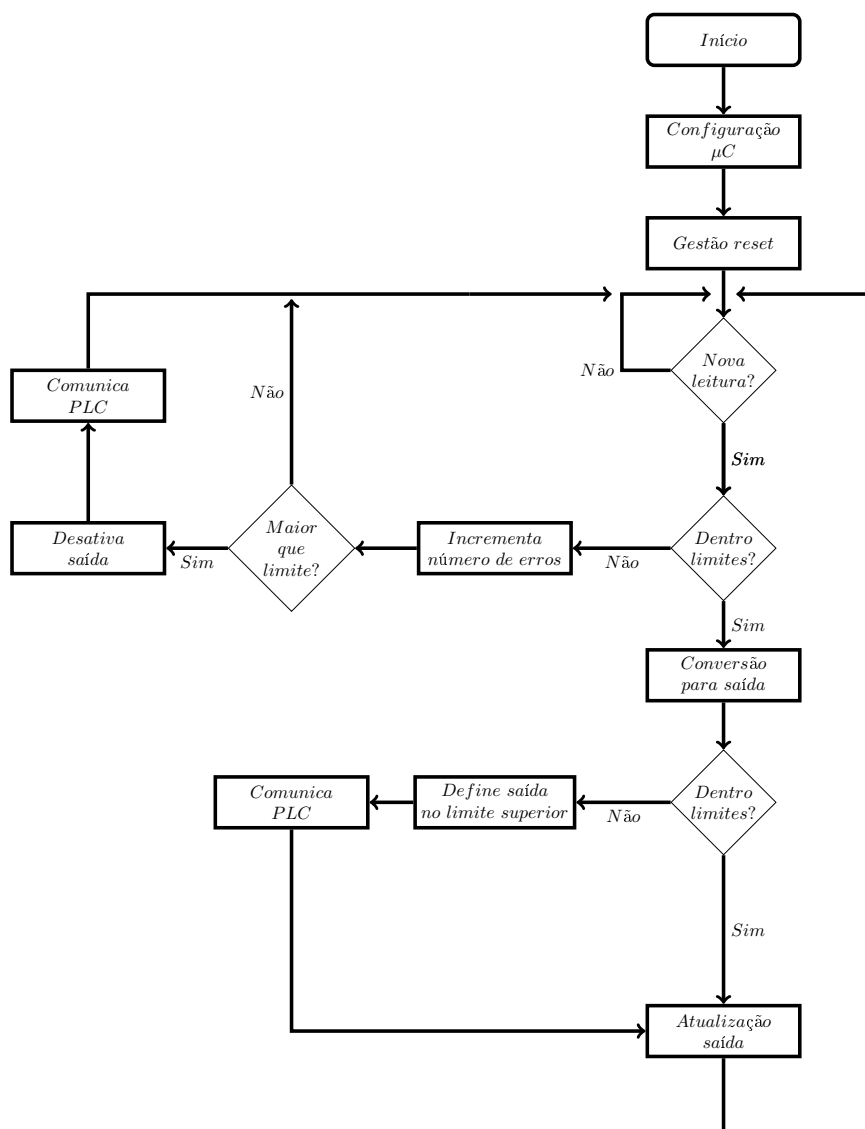 Início
Configuração
μC
Gestão reset
Nova
leitura?
Não
Sim
Comunica
PLC
Não
Desativa
saída
Sim
Maior
que
limite?
Incrementa
número de erros
Não
Dentro
limites?
Sim
Conversão
para saída
Comunica
PLC
Define saída
no limite superior
Não
Dentro
limites?
Sim
Atualização
saída